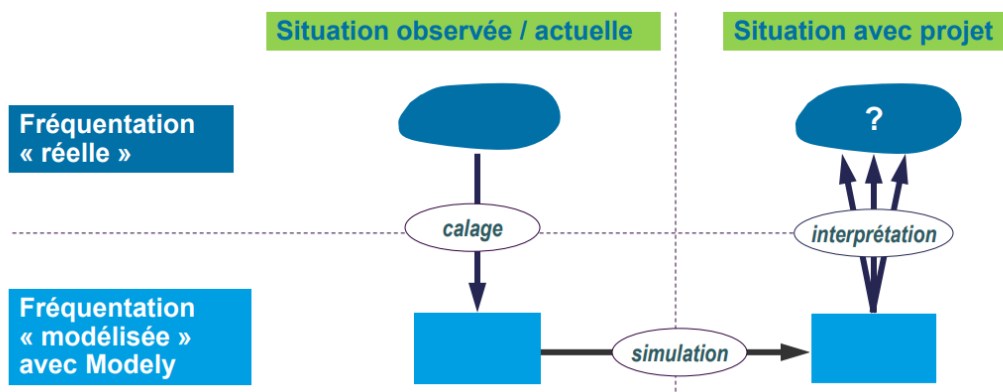 Situation observée / actuelle
Situation avec projet
Fréquentation
« réelle »
?
calage
interprétation
Fréquentation
« modélisée »
avec Modely
simulation